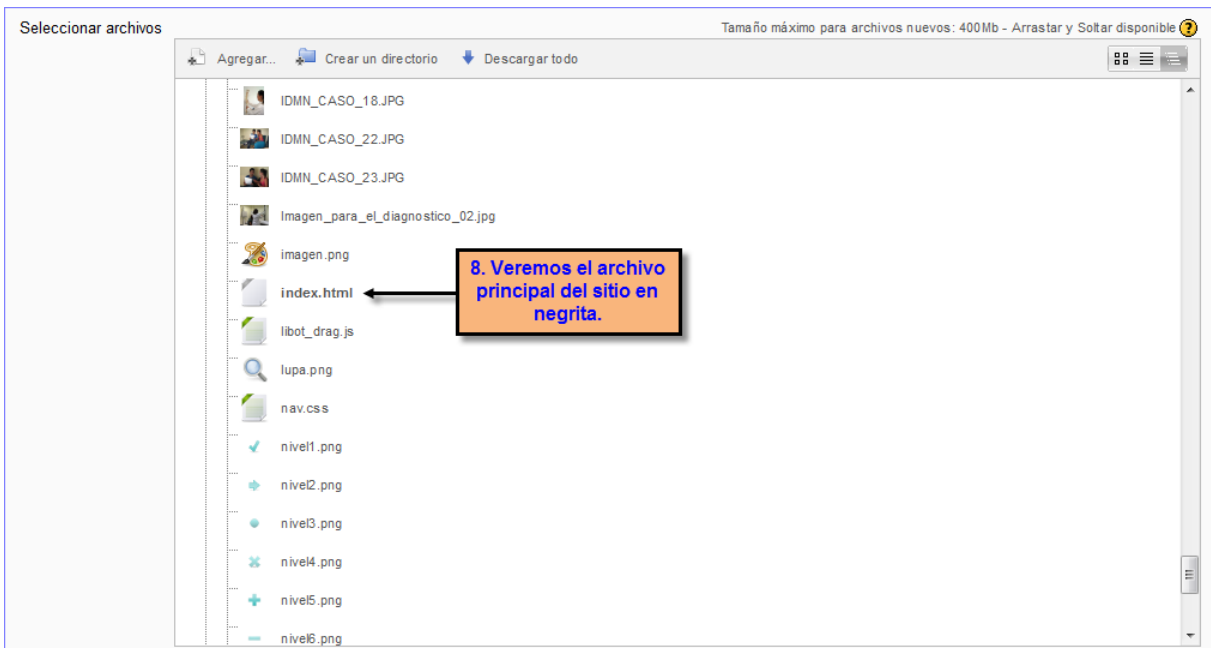 Seleccionar archivos
Tamaño máximo para archivos nuevos: 400Mb - Arrastar y Soltar disponible ?
Agregar... Crear un directorio Descargar todo
IDMN_CASO_18.JPG
IDMN_CASO_22.JPG
IDMN_CASO_23.JPG
Imagen_para_el_diagnostico_02.jpg
imagen.png
index.html
8. Veremos el archivo
principal del sitio en
negrita.
libot_drag.js
lupa.png
nav.css
nivel1.png
nivel2.png
nivel3.png
nivel4.png
nivel5.png
nivel6.png